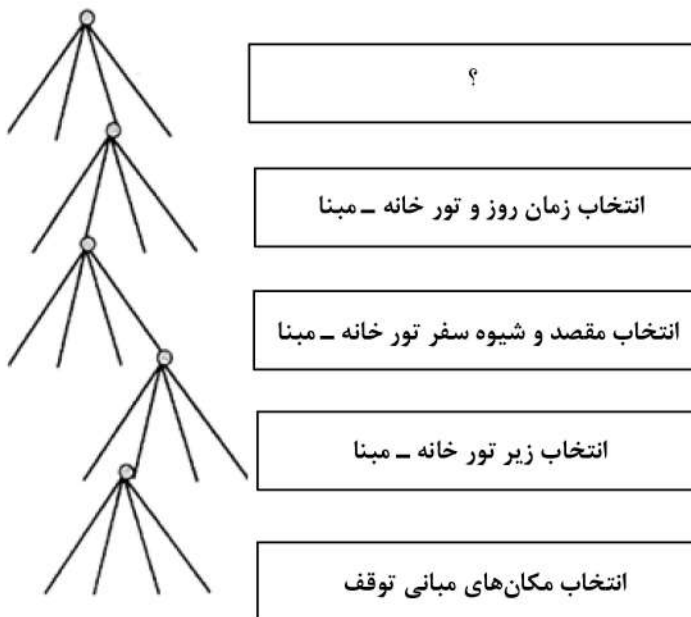 ؟
انتخاب زمان روز و تور خانه ـ مبنا
انتخاب مقصد و شیوه سفر تور خانه ـ مبنا
انتخاب زیر تور خانه ـ مبنا
انتخاب مکان‌های مبانی توقف